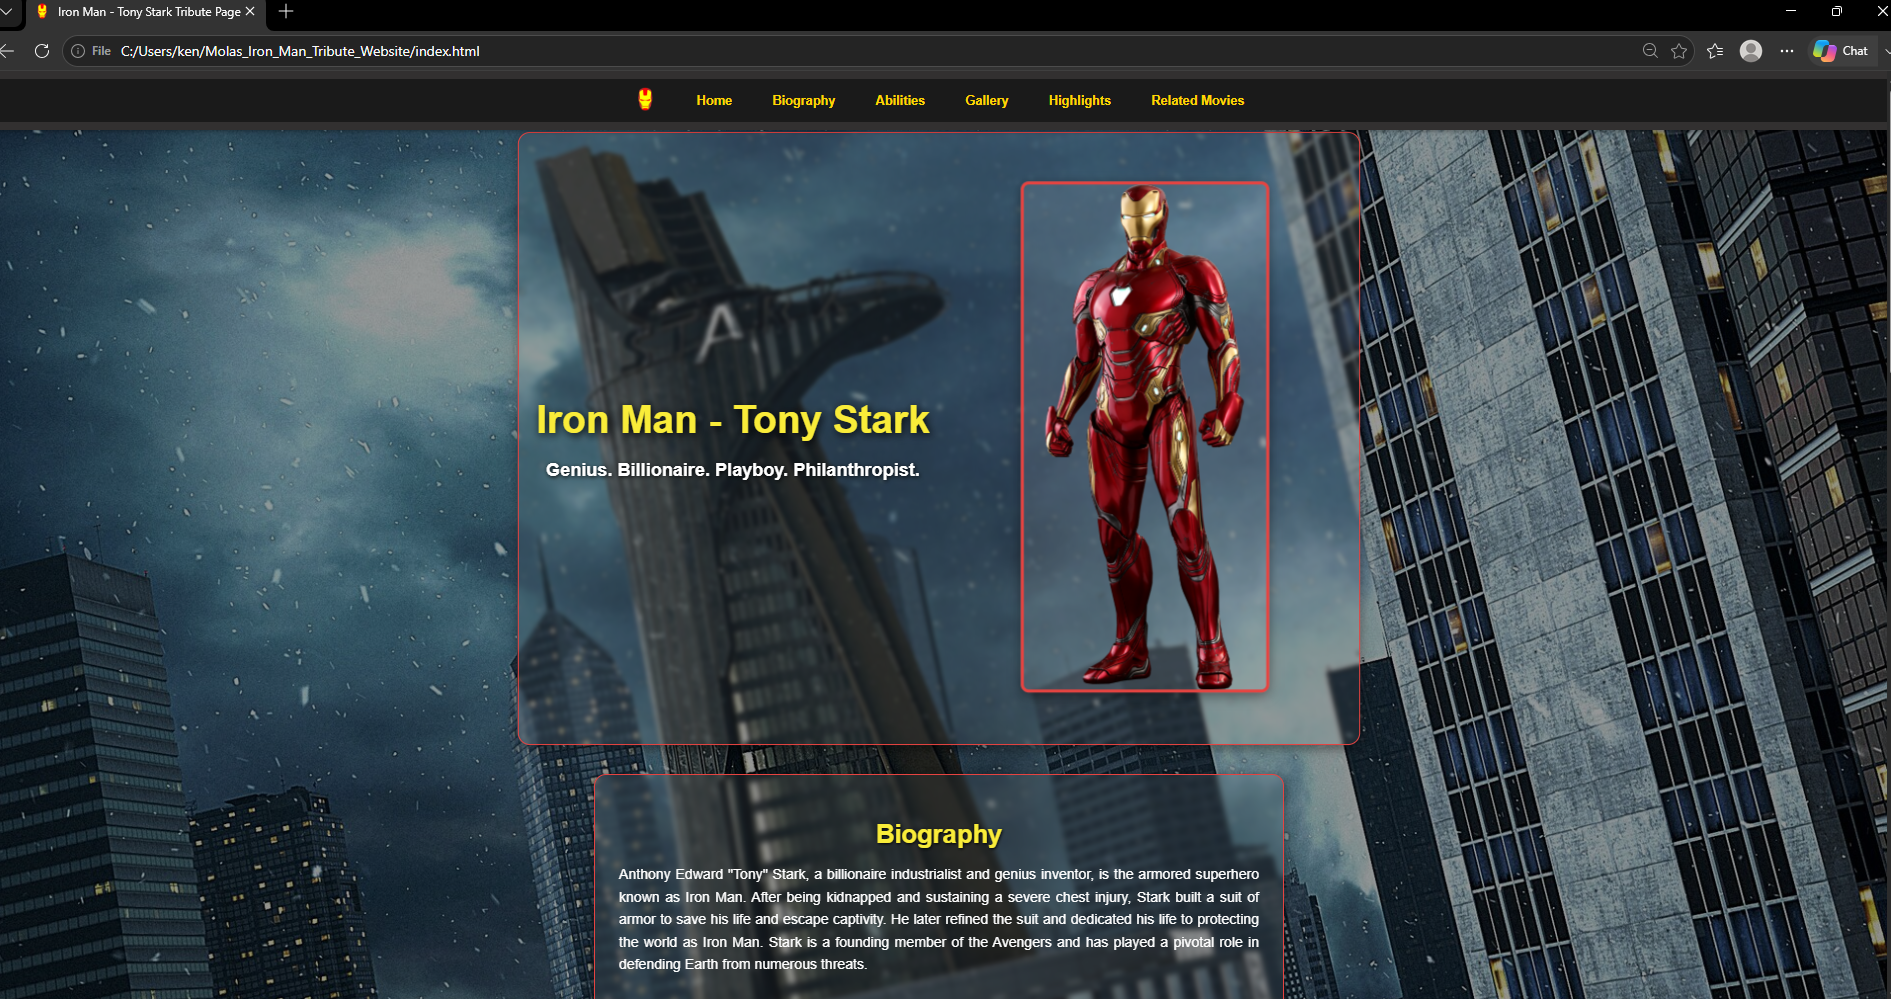 Iron Man - Tony Stark Tribute Page
File C:/Users/ken/Molas_Iron_Man_Tribute_Website/index.html
Chat
Home Biography Abilities Gallery Highlights Related Movies
A
Iron Man - Tony Stark
Genius. Billionaire. Playboy. Philanthropist.
Biography
Anthony Edward "Tony" Stark, a billionaire industrialist and genius inventor, is the armored superhero
known as Iron Man. After being kidnapped and sustaining a severe chest injury, Stark built a suit of
armor to save his life and escape captivity. He later refined the suit and dedicated his life to protecting
the world as Iron Man. Stark is a founding member of the Avengers and has played a pivotal role in
defending Earth from numerous threats.